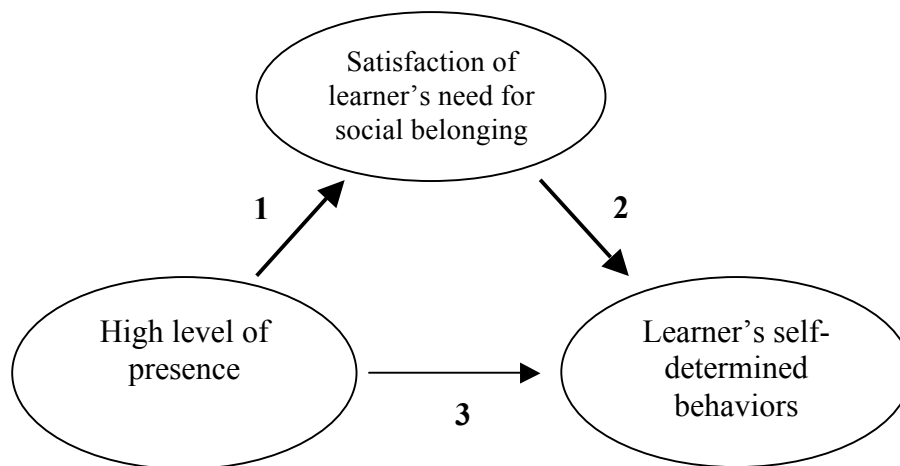 Satisfaction of
learner’s need for
social belonging
1
2
High level of
presence
3
Learner’s self-
determined
behaviors